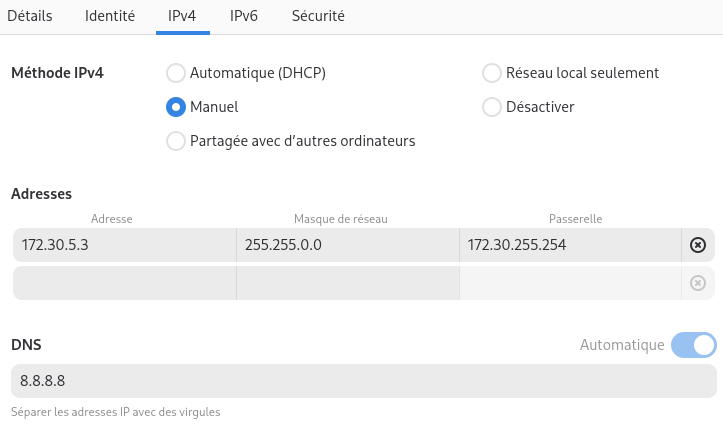 Détails Identité IPv4 IPv6 Sécurité
Méthode IPv4 Automatique (DHCP) Réseau local seulement
Manuel Désactiver
Partagée avec d’autres ordinateurs
Adresses
Adresse Masque de réseau Passerelle
172.30.5.3 255.255.0.0 172.30.255.254
DNS Automatique
8.8.8.8
Séparer les adresses IP avec des virgules